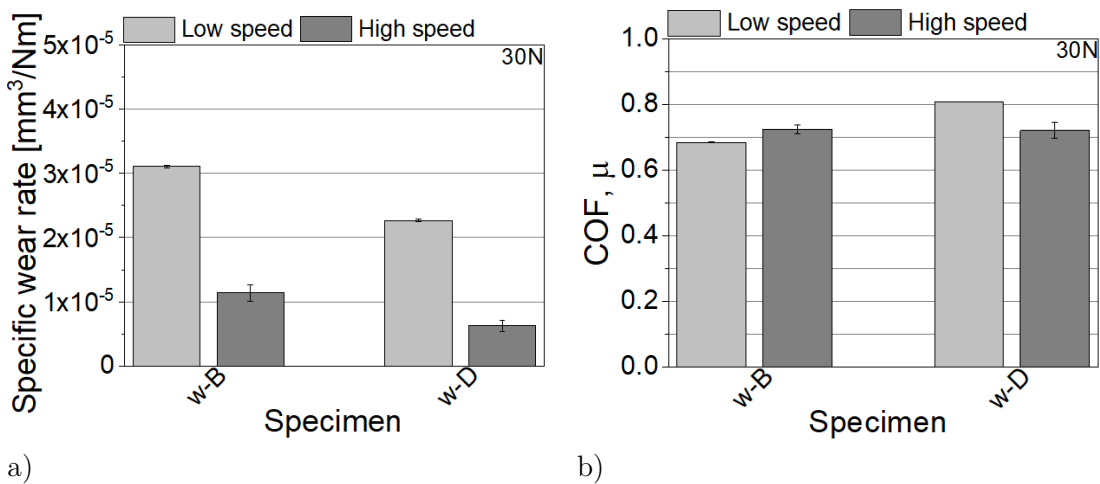 Low speed High speed
30N
Specific wear rate [mm³/Nm]
5x10⁻⁵
4x10⁻⁵
3x10⁻⁵
2x10⁻⁵
1x10⁻⁵
0
w-B
w-D
Specimen
a)
Low speed High speed
30N
COF, μ
1.0
0.8
0.6
0.4
0.2
0.0
w-B
w-D
Specimen
b)